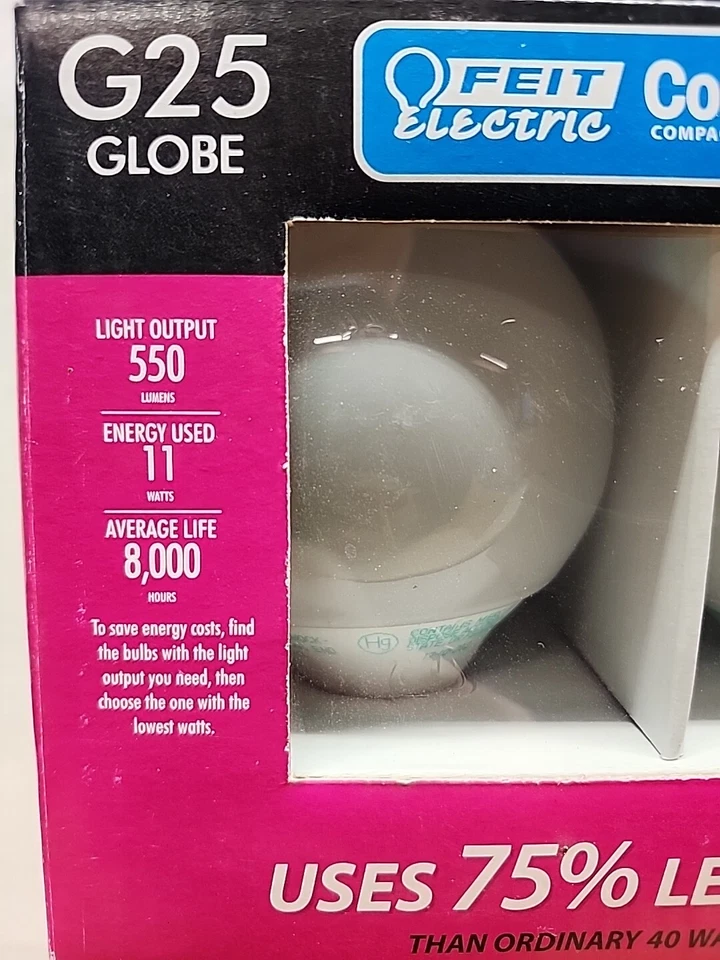 G25
GLOBE
FEIT
Electric
Co
COMPA
LIGHT OUTPUT
550
LUMENS
ENERGY USED
11
WATTS
AVERAGE LIFE
8,000
HOURS
To save energy costs, find
the bulbs with the light
output you need, then
choose the one with the
lowest watts.
Hg
USES 75% LE
THAN ORDINARY 40 WA